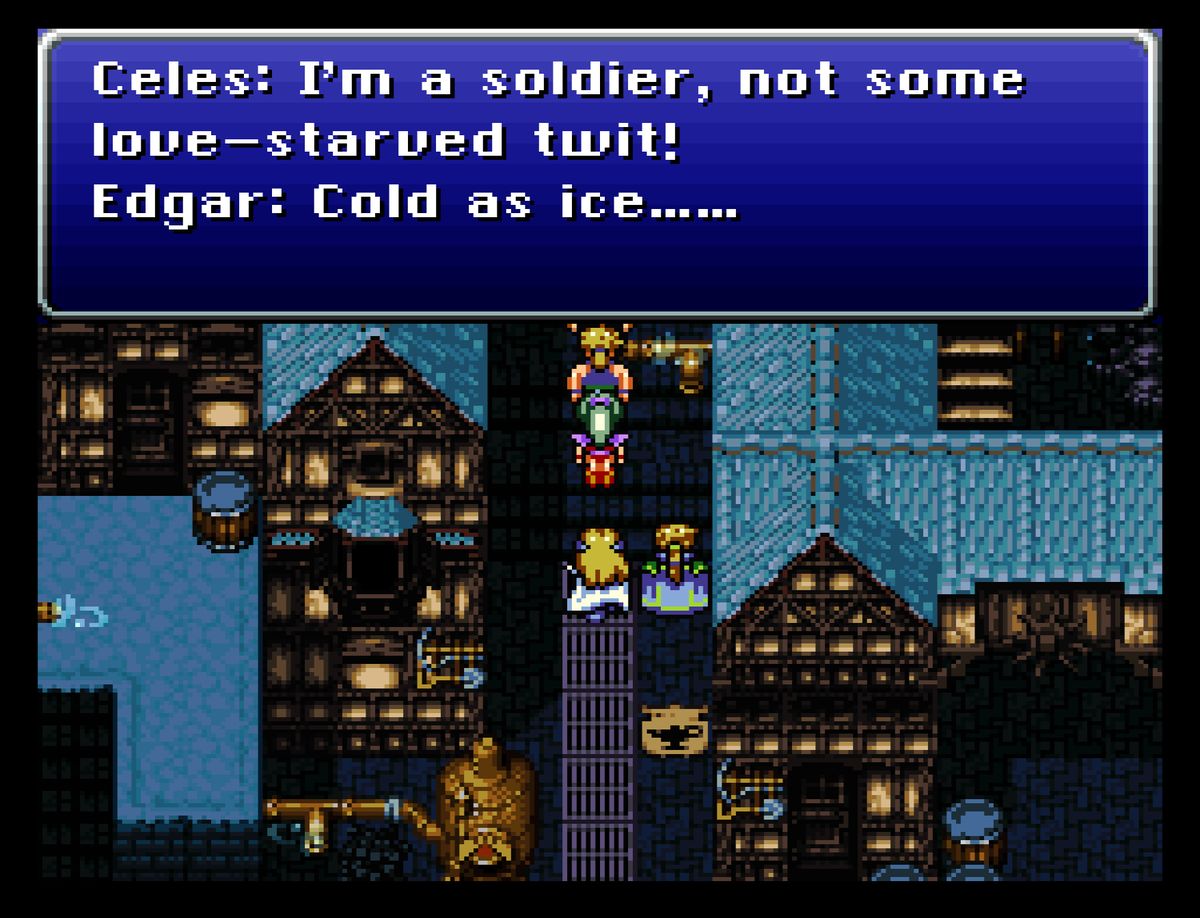 Celes: I'm a soldier, not some
love-starved twit!
Edgar: Cold as ice……